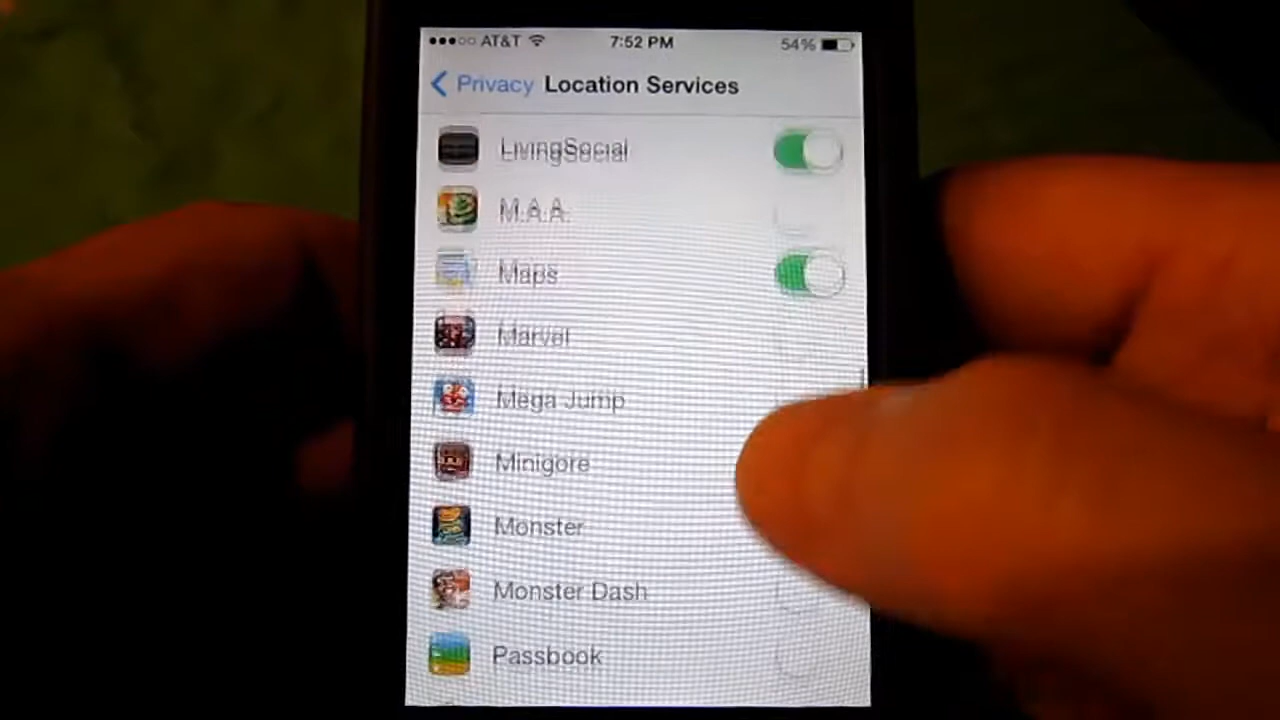 AT&T 7:52 PM 54%
Privacy Location Services
LivingSocial
M.A.A.
Maps
Marvel
Mega Jump
Minigore
Monster
Monster Dash
Passbook